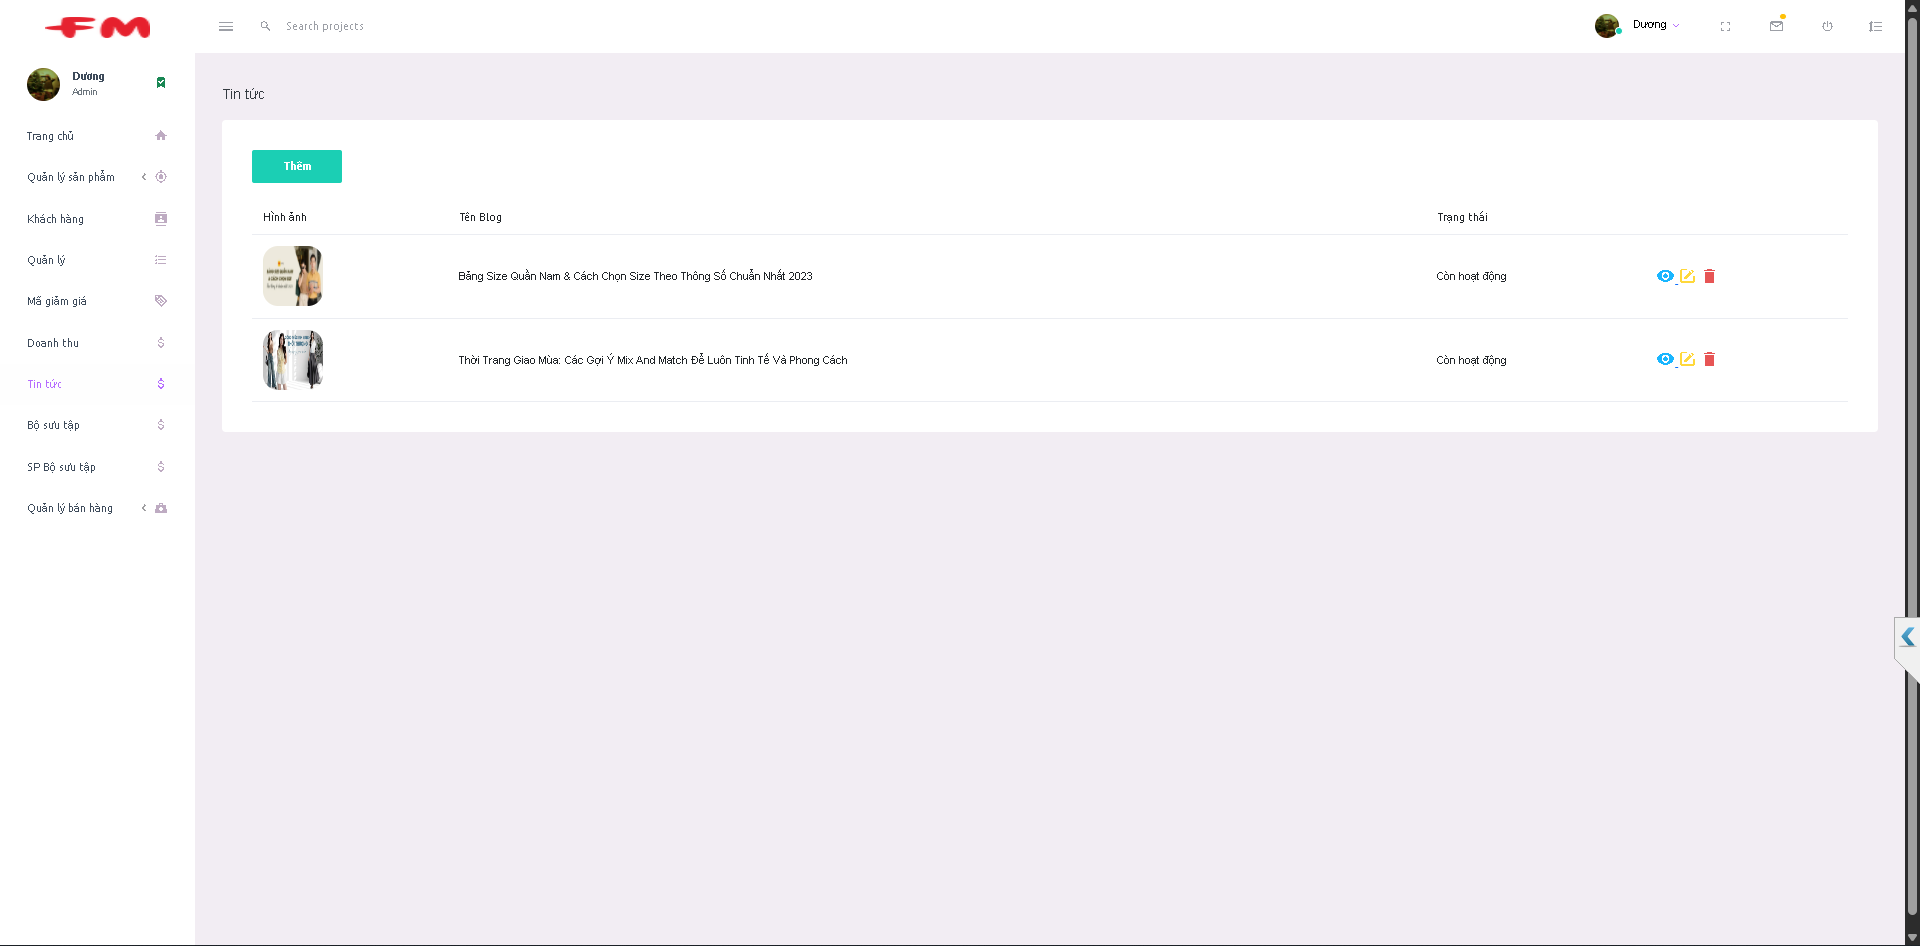 FM
Search projects
Dương
Dương
Admin
Trang chủ
Quản lý sản phẩm
Khách hàng
Quản lý
Mã giảm giá
Doanh thu
Tin tức
Bộ sưu tập
SP Bộ sưu tập
Quản lý bán hàng
Tin tức
Thêm
Hình ảnh Tên Blog Trạng thái
Bảng Size Quần Nam & Cách Chọn Size Theo Thông Số Chuẩn Nhất 2023 Còn hoạt động
Thời Trang Giao Mùa: Các Gợi Ý Mix And Match Để Luôn Tinh Tế Và Phong Cách Còn hoạt động